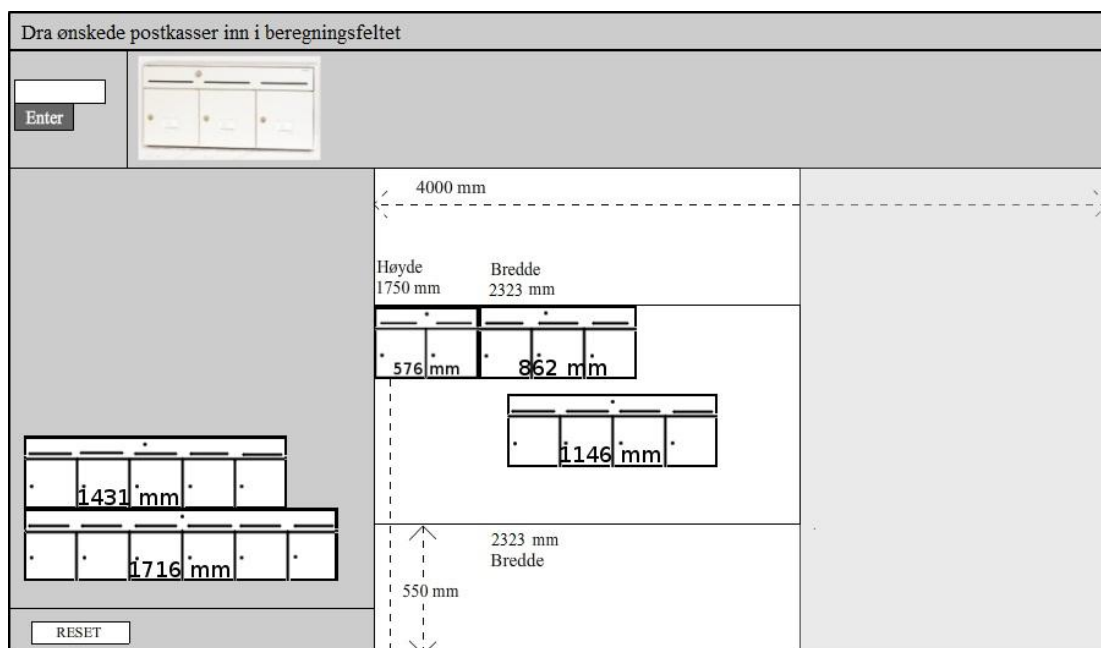 Dra ønskede postkasser inn i beregningsfeltet
Enter
4000 mm
Høyde
1750 mm
Bredde
2323 mm
576 mm
862 mm
1146 mm
1431 mm
1716 mm
2323 mm
Bredde
550 mm
RESET